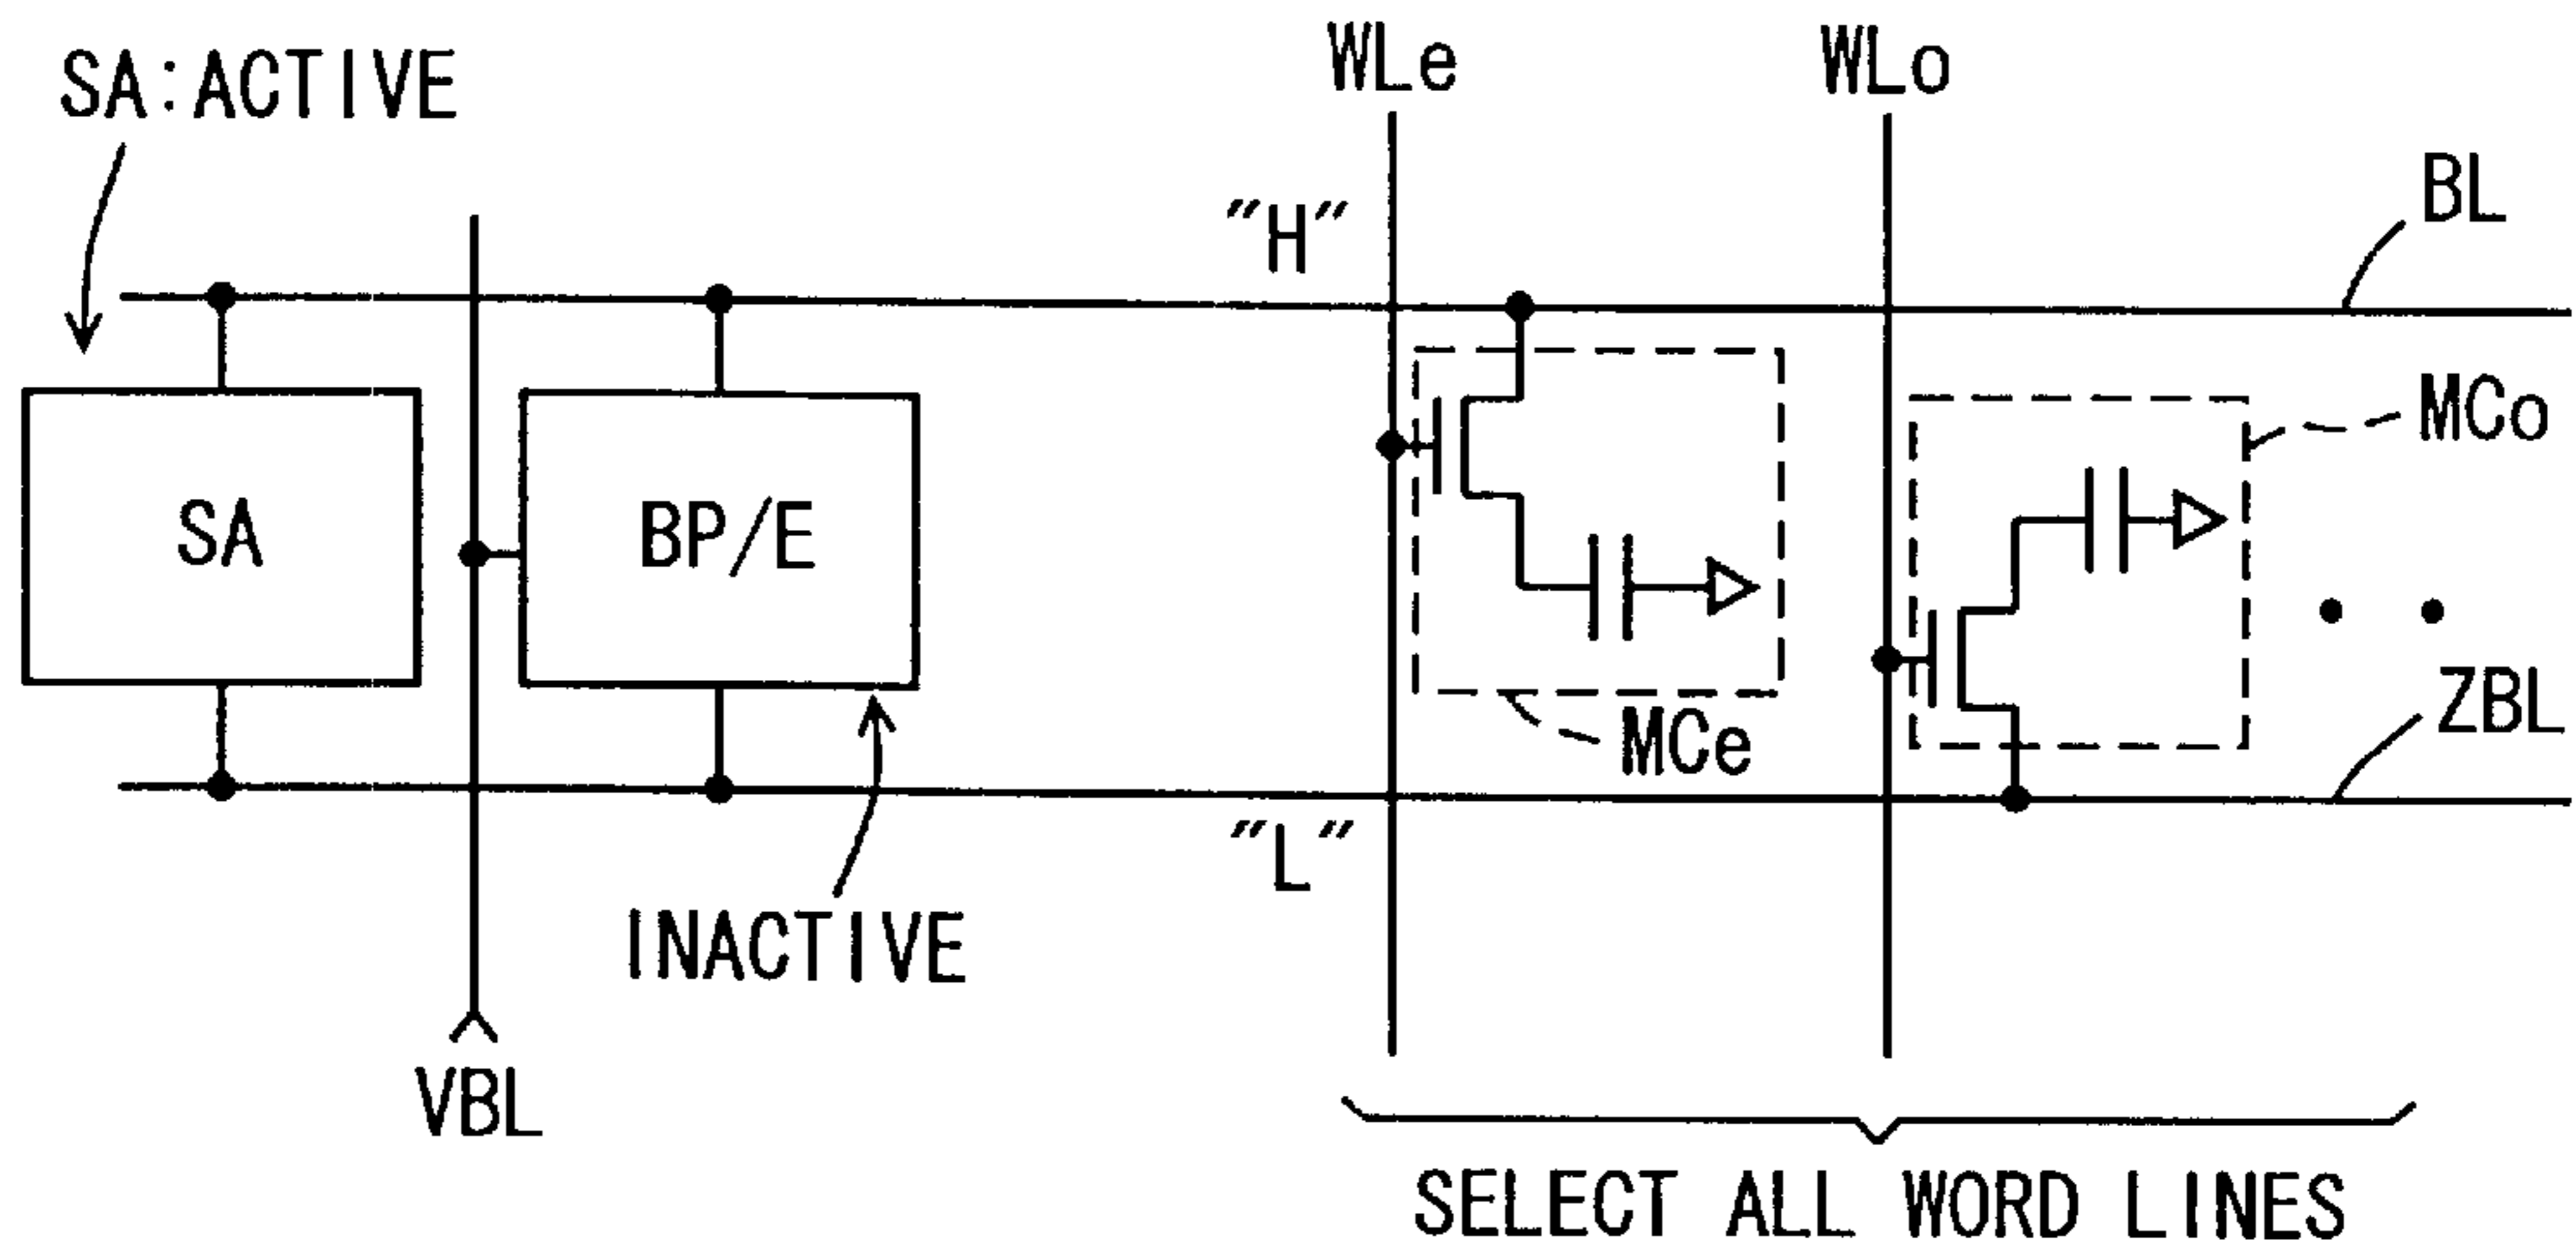 SA:ACTIVE
WLe
WLo
BL
"H"
MCo
SA
BP/E
MCe
ZBL
"L"
INACTIVE
VBL
SELECT ALL WORD LINES